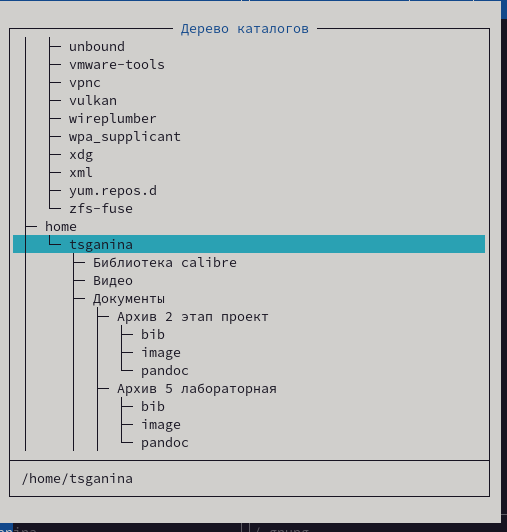 Дерево каталогов
unbound
vmware-tools
vpnc
vulkan
wireplumber
wpa_supplicant
xdg
xml
yum.repos.d
zfs-fuse
home
tsganina
Библиотека calibre
Видео
Документы
Архив 2 этап проект
bib
image
pandoc
Архив 5 лабораторная
bib
image
pandoc
/home/tsganina